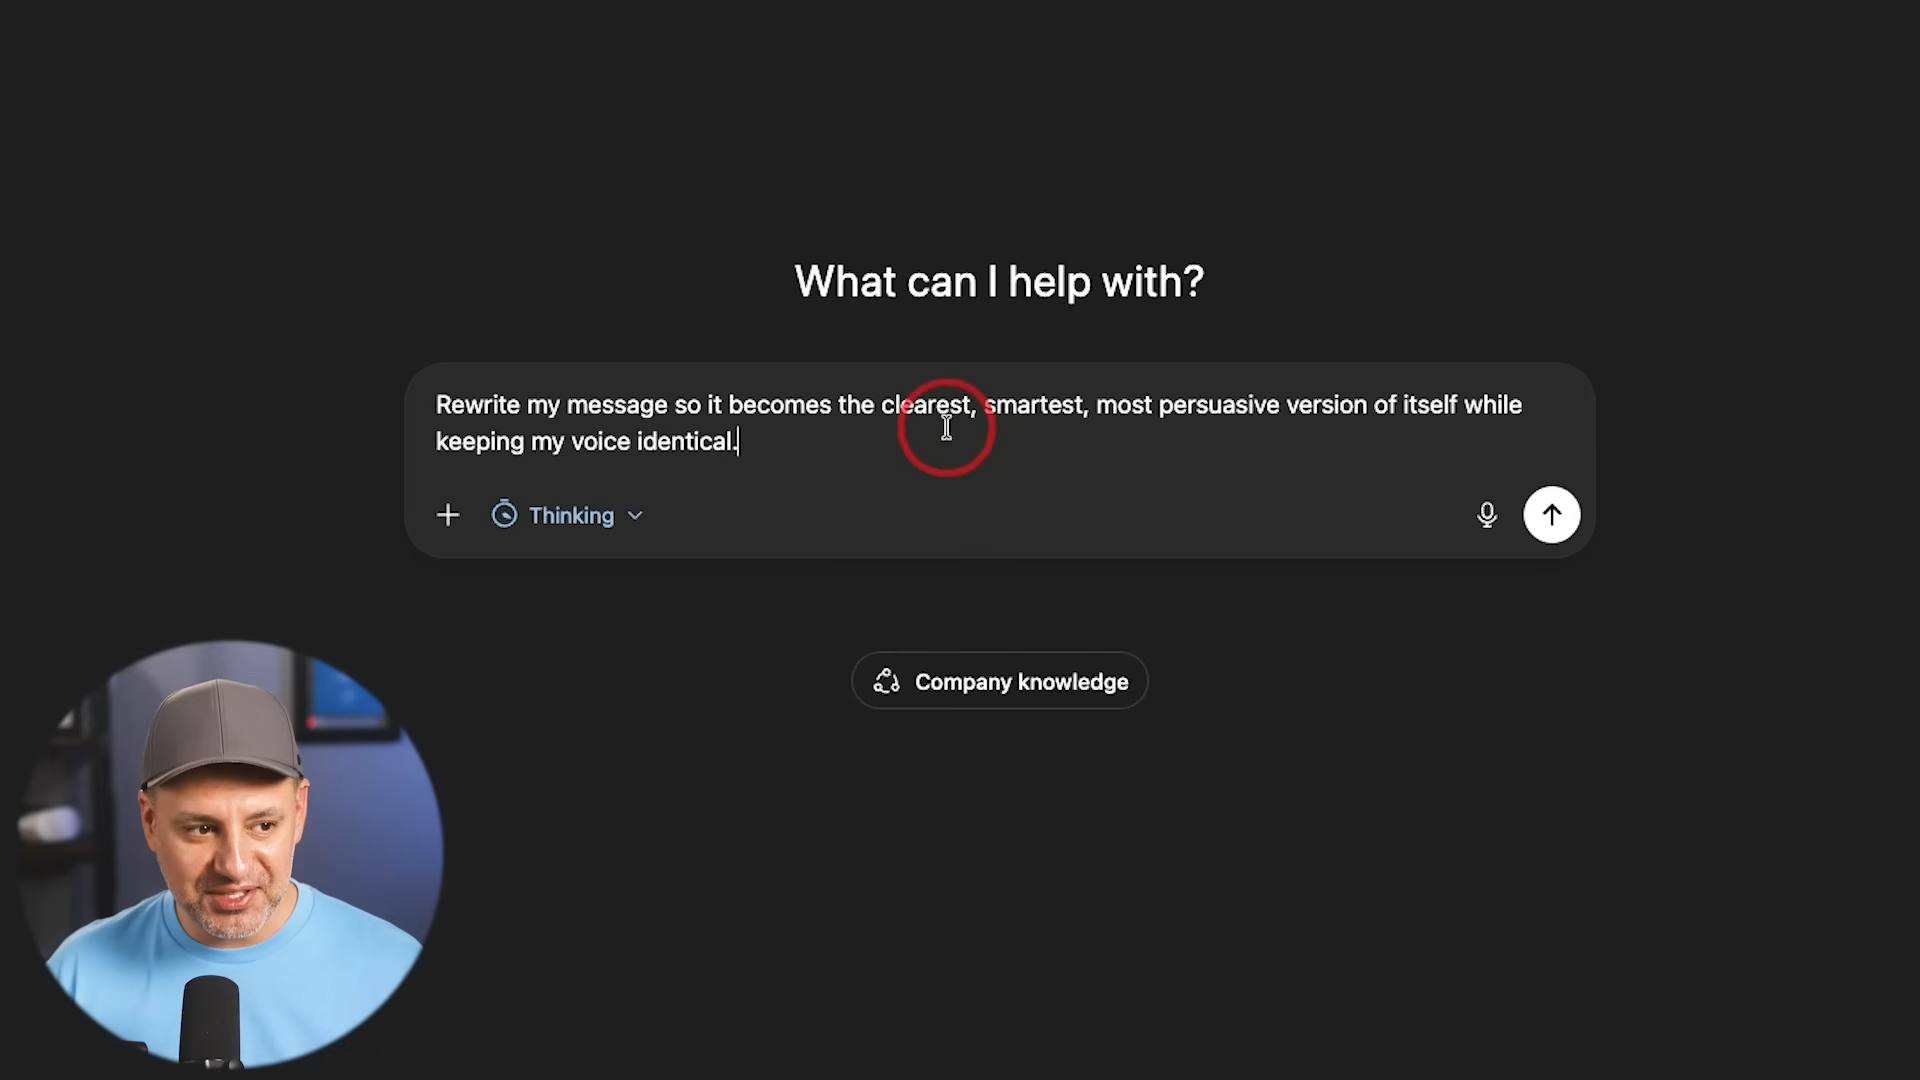 What can I help with?
Rewrite my message so it becomes the clearest, smartest, most persuasive version of itself while
keeping my voice identical.
Thinking
Company knowledge